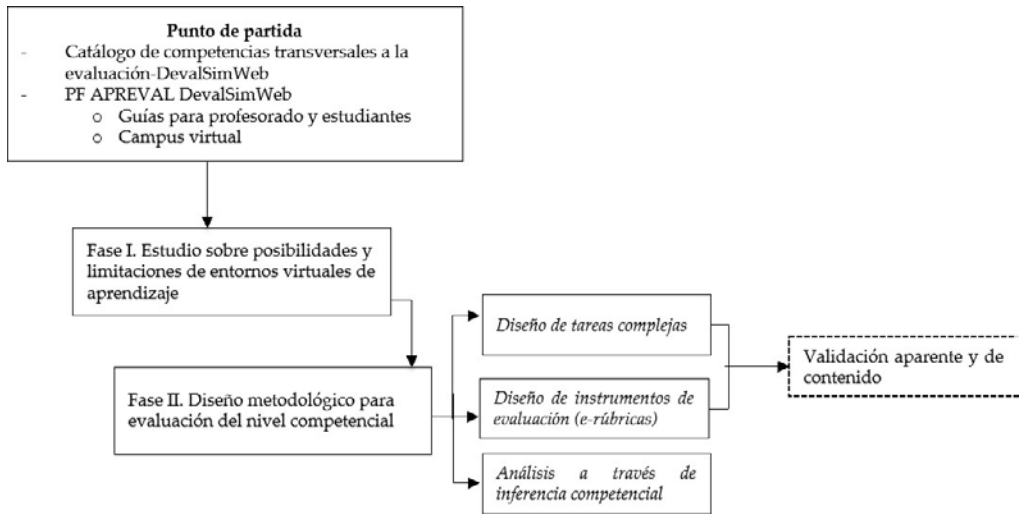 Punto de partida
- Catálogo de competencias transversales a la
evaluación-DevalSimWeb
- PF APREVAL DevalSimWeb
o Guías para profesorado y estudiantes
o Campus virtual
Fase I. Estudio sobre posibilidades y
limitaciones de entornos virtuales de
aprendizaje
Fase II. Diseño metodológico para
evaluación del nivel competencial
Diseño de tareas complejas
Diseño de instrumentos de
evaluación (e-rúbricas)
Análisis a través de
inferencia competencial
Validación aparente y de
contenido